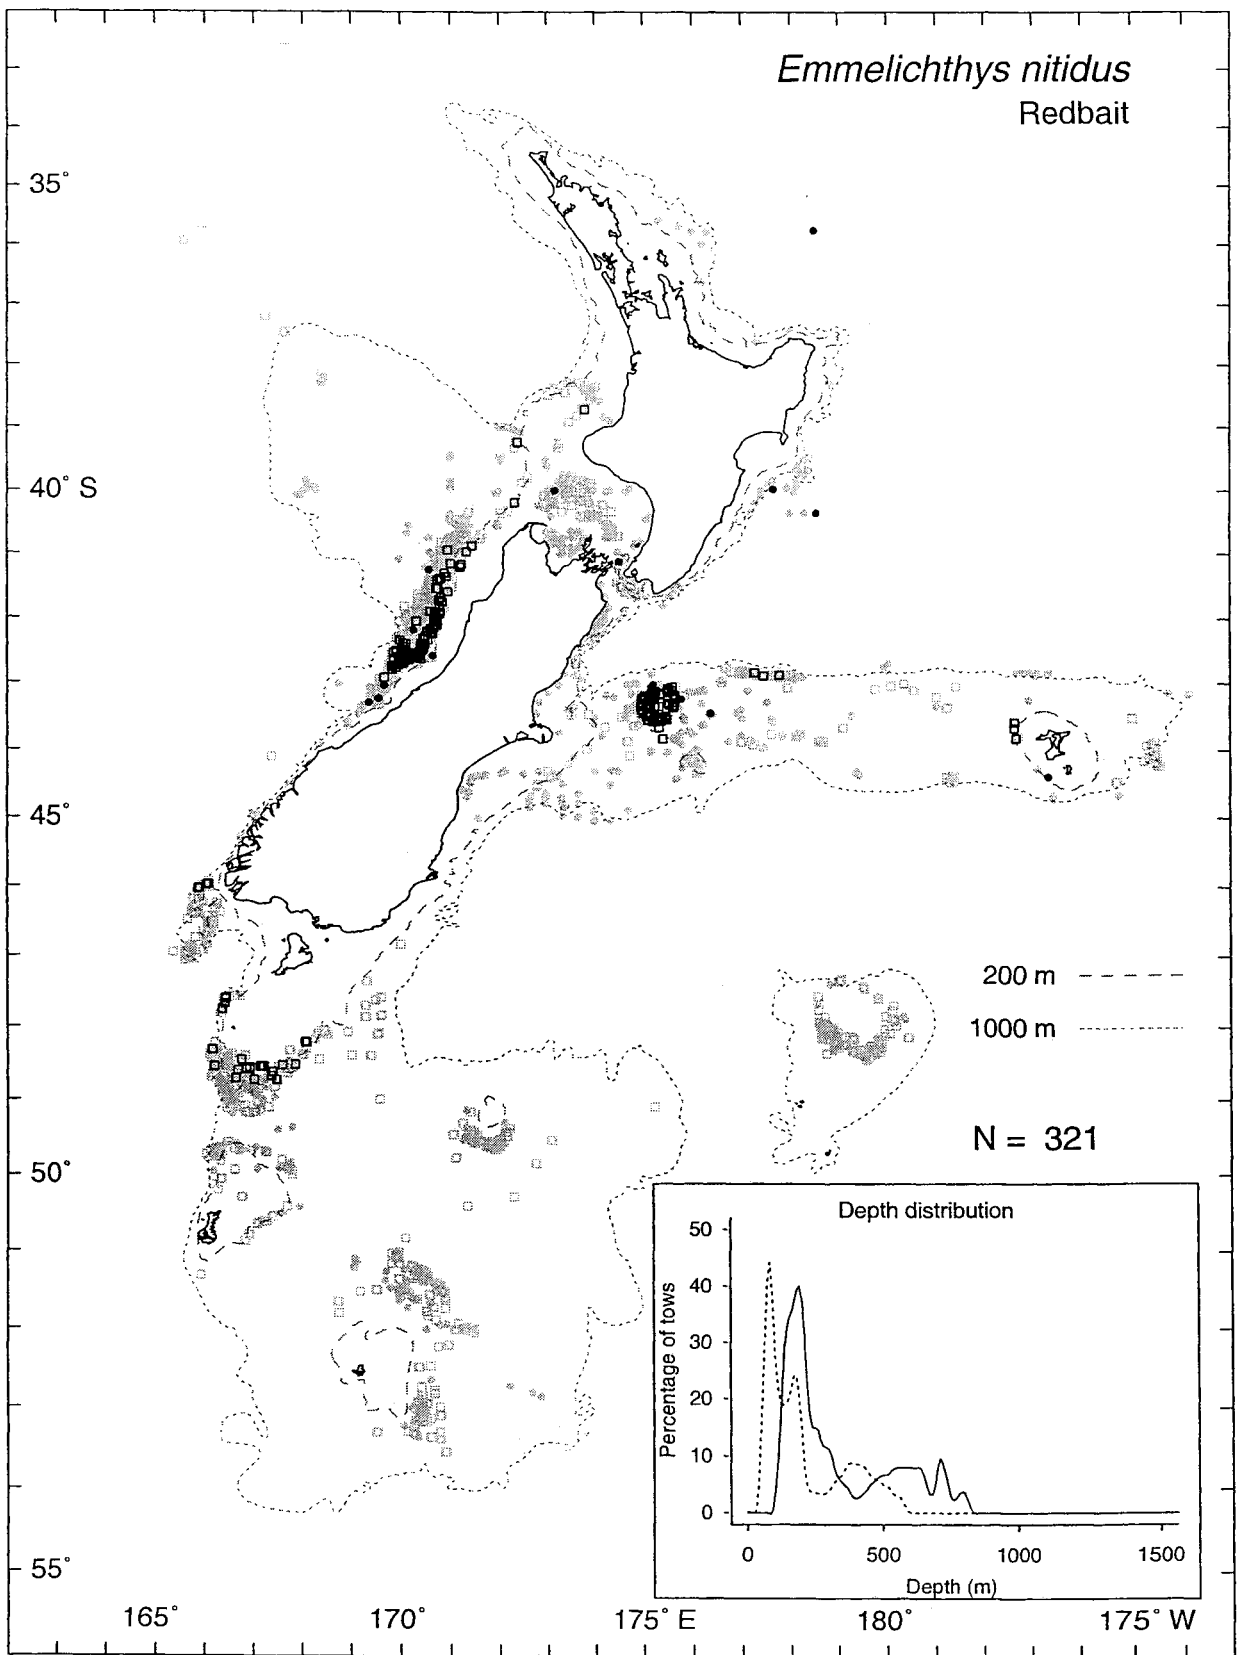 Emmelichthys nitidus
Redbait
35°
40° S
45°
200 m
1000 m
N = 321
50°
Depth distribution
50
40
30
20
10
0
Percentage of tows
0 500 1000 1500
Depth (m)
55°
165° 170° 175° E 180° 175° W